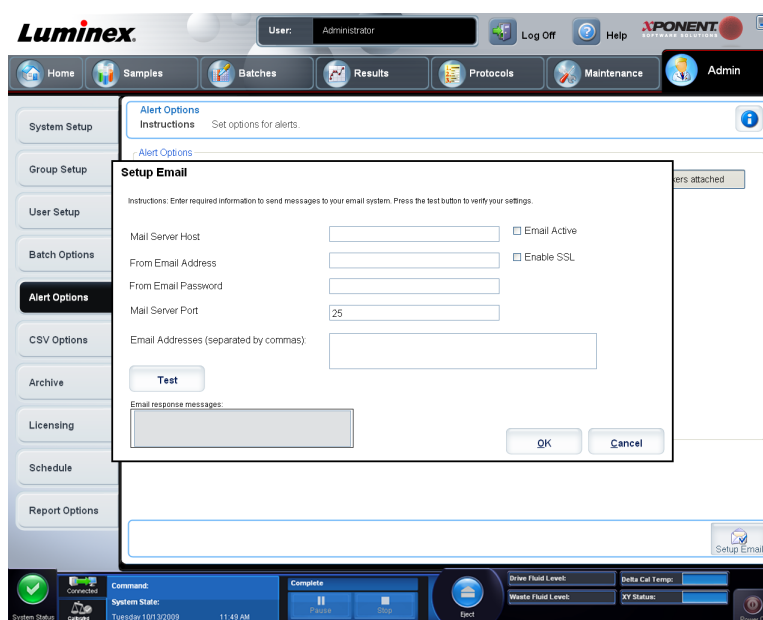 Luminex.
User: Administrator
Log Off
Help
XPONENT
SOFTWARE SOLUTIONS
Home
Samples
Batches
Results
Protocols
Maintenance
Admin
System Setup
Group Setup
User Setup
Batch Options
Alert Options
CSV Options
Archive
Licensing
Schedule
Report Options
Alert Options
Instructions Set options for alerts.
Alert Options
kers attached
Setup Email
Instructions: Enter required information to send messages to your email system. Press the test button to verify your settings.
Mail Server Host
Email Active
From Email Address
Enable SSL
From Email Password
Mail Server Port 25
Email Addresses (separated by commas):
Test
Email response messages:
OK
Cancel
Setup Email
System Status
Connected
Calibrated
Command:
System State:
Tuesday 10/13/2009 11:49 AM
Complete
Pause
Stop
Eject
Drive Fluid Level:
Waste Fluid Level:
Delta Cal Temp:
XY Status: